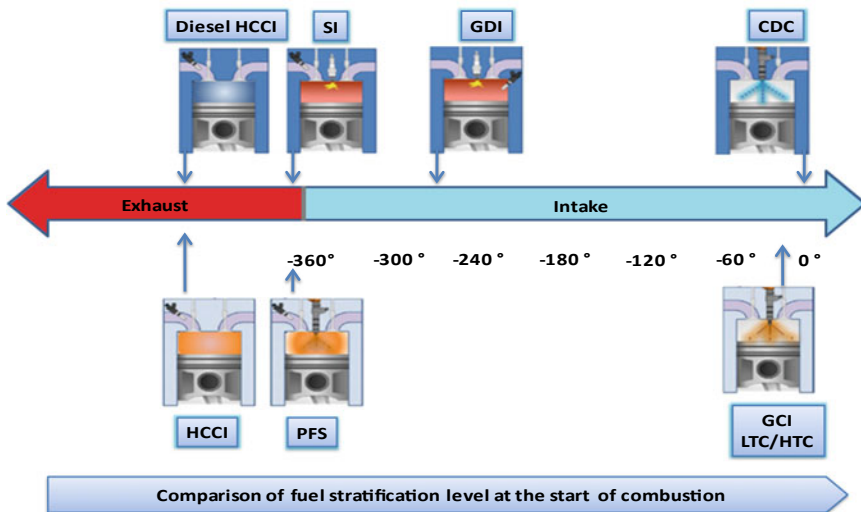 Diesel HCCI SI GDI CDC
Exhaust Intake
-360° -300 ° -240 ° -180 ° -120 ° -60 ° 0 °
HCCI PFS GCI
LTC/HTC
Comparison of fuel stratification level at the start of combustion